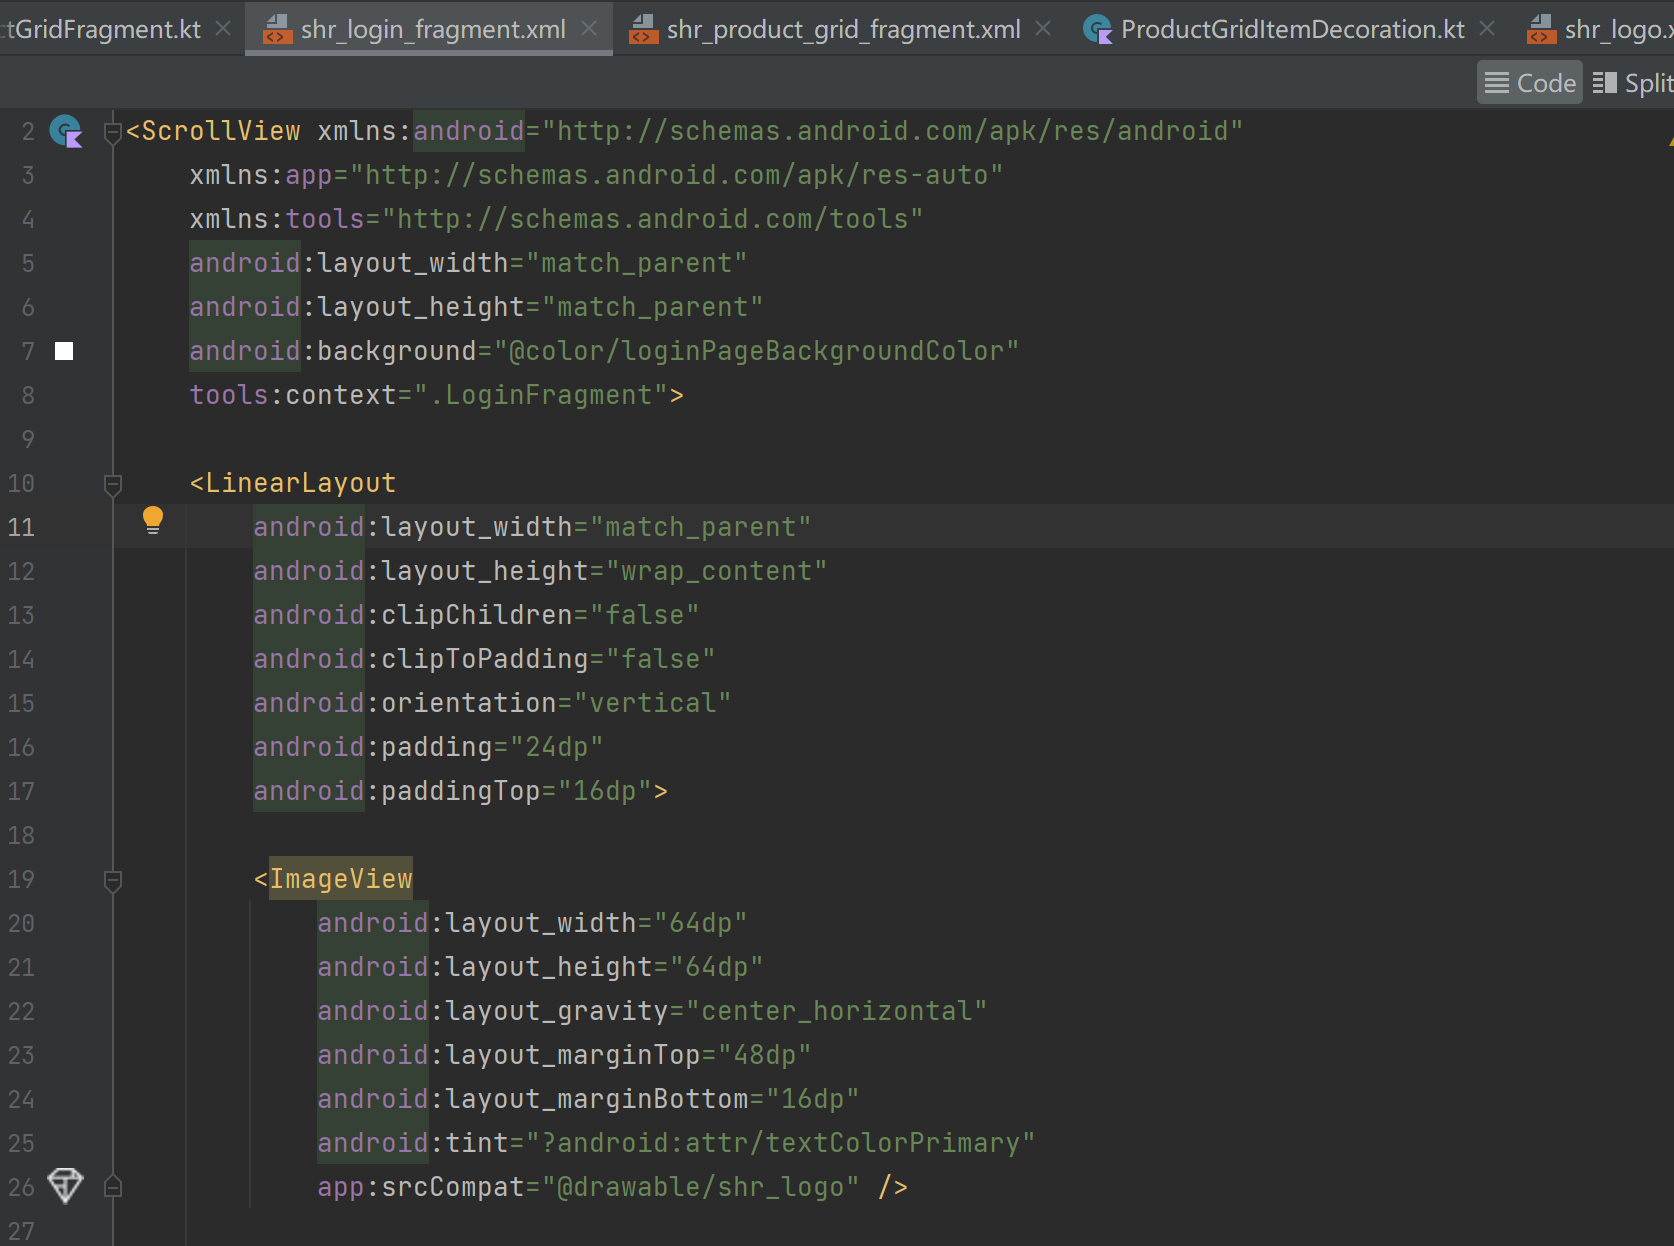 tGridFragment.kt shr_login_fragment.xml shr_product_grid_fragment.xml ProductGridItemDecoration.kt shr_logo.x
Code Split
2 <ScrollView xmlns:android="http://schemas.android.com/apk/res/android"
3 xmlns:app="http://schemas.android.com/apk/res-auto"
4 xmlns:tools="http://schemas.android.com/tools"
5 android:layout_width="match_parent"
6 android:layout_height="match_parent"
7 android:background="@color/loginPageBackgroundColor"
8 tools:context=".LoginFragment">
9
10 <LinearLayout
11 android:layout_width="match_parent"
12 android:layout_height="wrap_content"
13 android:clipChildren="false"
14 android:clipToPadding="false"
15 android:orientation="vertical"
16 android:padding="24dp"
17 android:paddingTop="16dp">
18
19 <ImageView
20 android:layout_width="64dp"
21 android:layout_height="64dp"
22 android:layout_gravity="center_horizontal"
23 android:layout_marginTop="48dp"
24 android:layout_marginBottom="16dp"
25 android:tint="?android:attr/textColorPrimary"
26 app:srcCompat="@drawable/shr_logo" />
27